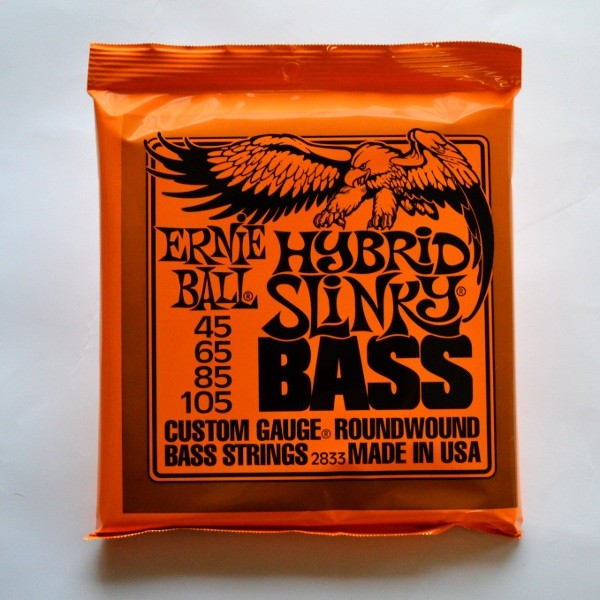 ERNIE BALL®
HYBRID SLINKY®
BASS
45
65
85
105
CUSTOM GAUGE® ROUNDWOUND
BASS STRINGS 2833 MADE IN USA